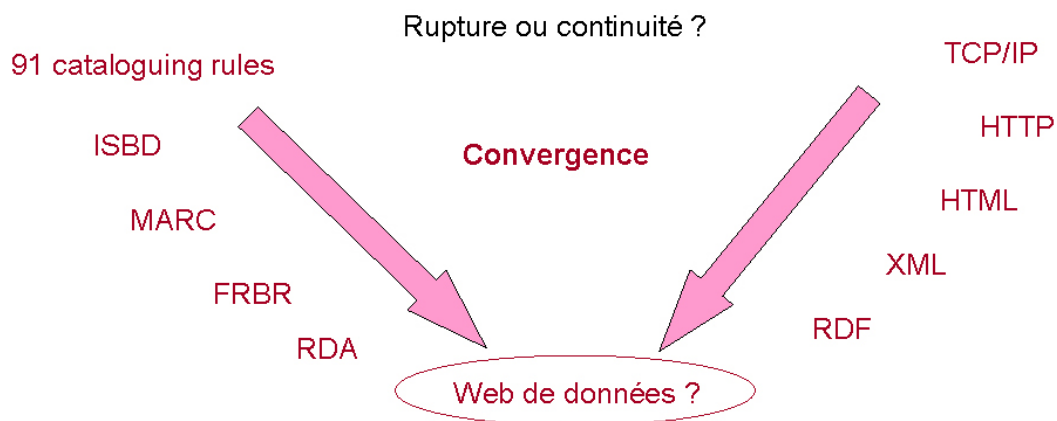 Rupture ou continuité ?
91 cataloguing rules
ISBD
MARC
FRBR
RDA
Convergence
TCP/IP
HTTP
HTML
XML
RDF
Web de données ?